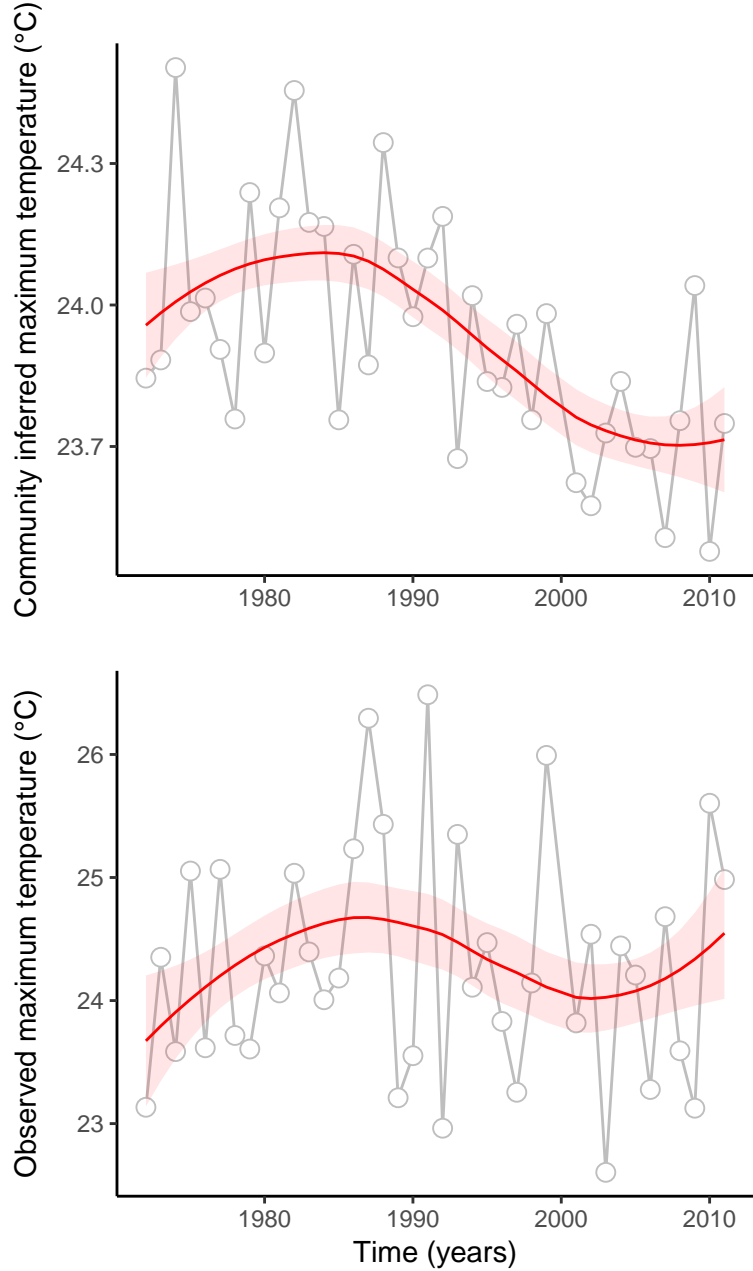 Community inferred maximum temperature (°C)
24.3
24.0
23.7
1980 1990 2000 2010
Observed maximum temperature (°C)
26
25
24
23
1980 1990 2000 2010
Time (years)